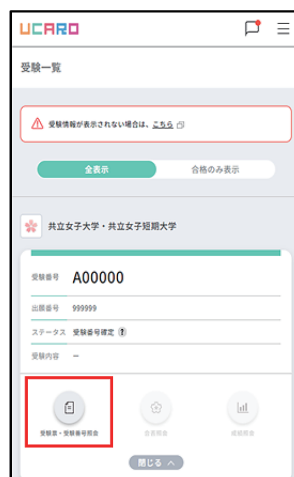 UCARO
受験一覧
受験情報が表示されない場合は、こちら
全表示
合格のみ表示
共立女子大学・共立女子短期大学
受験番号 A00000
出願番号 999999
ステータス 受験番号確定 ?
受験内容 −
受験票・受験番号照会
合否照会
成績照会
閉じる